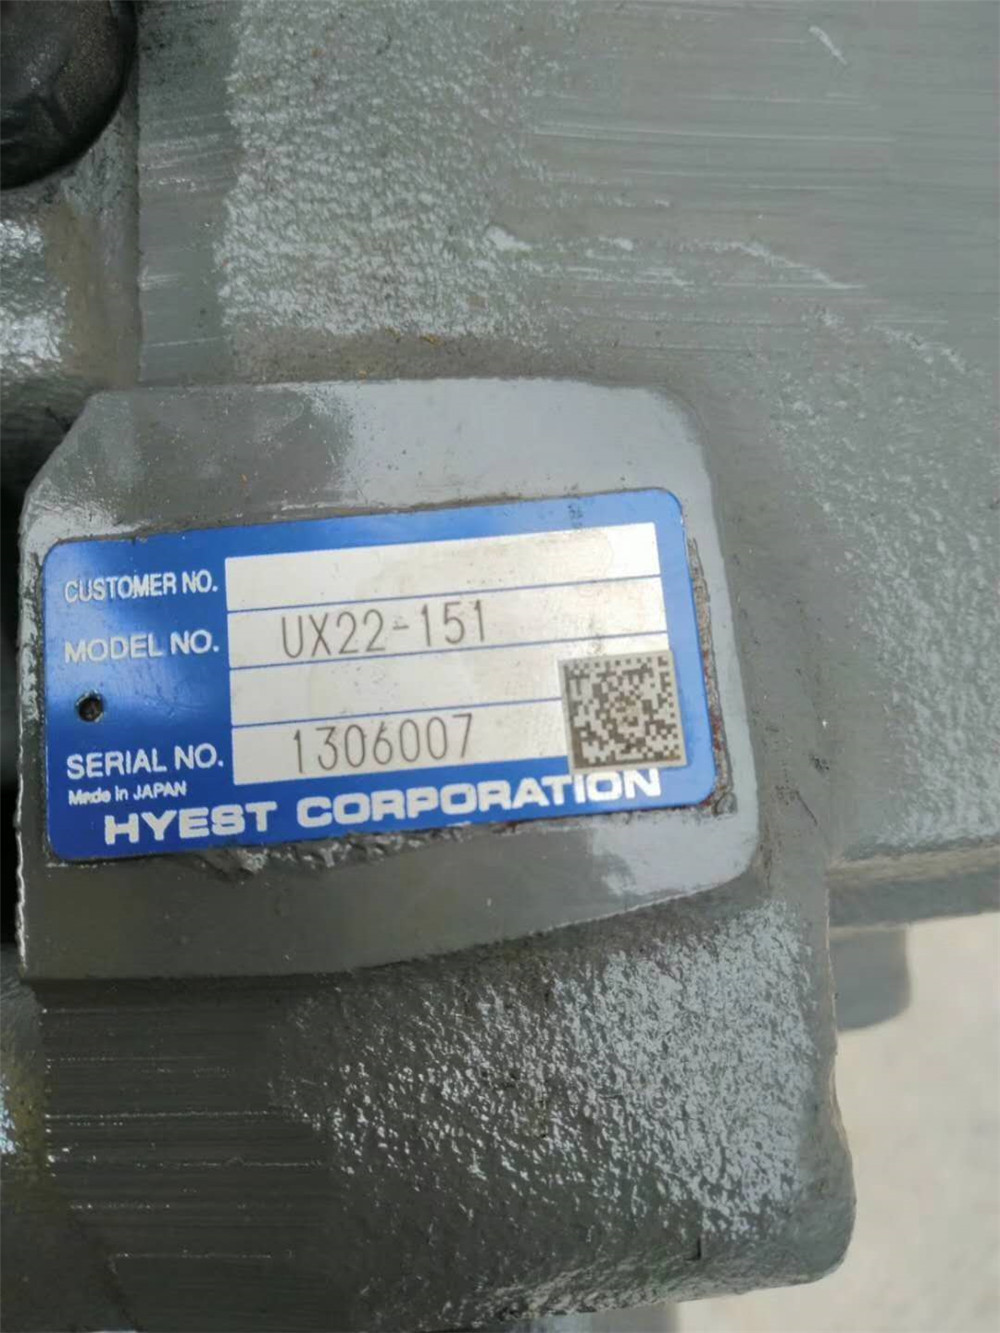 CUSTOMER NO.
MODEL NO. UX22-151
SERIAL NO. 1306007
Made in JAPAN
HYEST CORPORATION